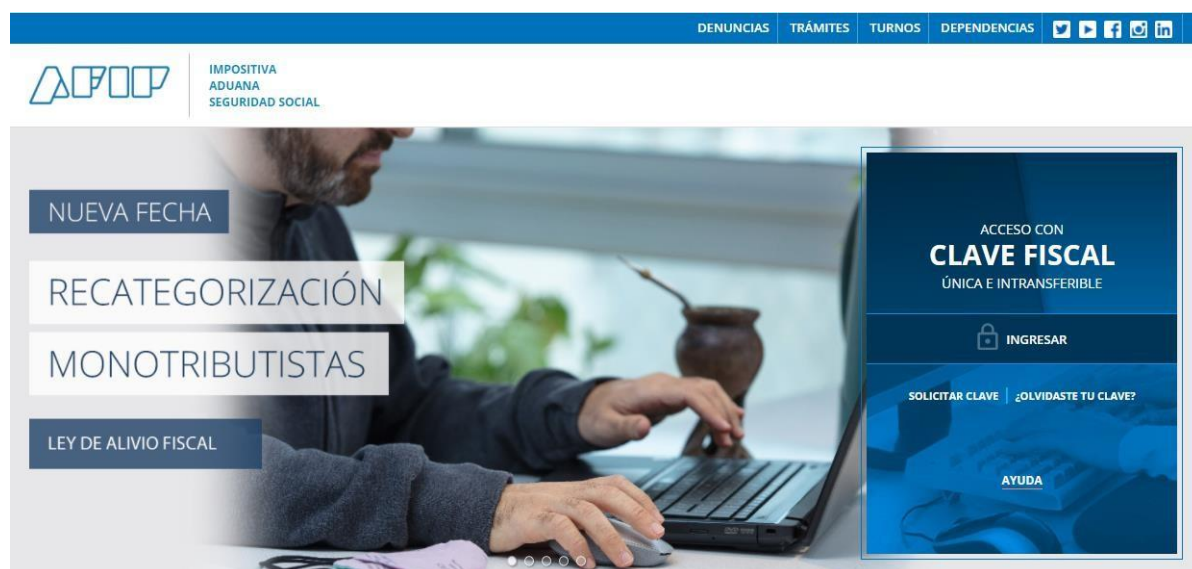 DENUNCIAS TRÁMITES TURNOS DEPENDENCIAS
AFIP
IMPOSITIVA
ADUANA
SEGURIDAD SOCIAL
NUEVA FECHA
RECATEGORIZACIÓN
MONOTRIBUTISTAS
LEY DE ALIVIO FISCAL
ACCESO CON
CLAVE FISCAL
ÚNICA E INTRANSFERIBLE
INGRESAR
SOLICITAR CLAVE | ¿OLVIDASTE TU CLAVE?
AYUDA